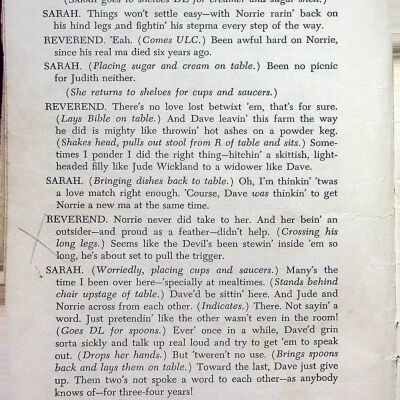 (Sarah goes to shelves DL for creamer and sugar shell.)
SARAH. Things won't settle easy—with Norrie rarin' back on
his hind legs and fightin' his stepma every step of the way.
REVEREND. 'Eah. (Comes ULC.) Been awful hard on Norrie,
since his real ma died six years ago.
SARAH. (Placing sugar and cream on table.) Been no picnic
for Judith neither.
(She returns to shelves for cups and saucers.)
REVEREND. There's no love lost betwixt 'em, that's for sure.
(Lays Bible on table.) And Dave leavin' this farm the way
he did is mighty like throwin' hot ashes on a powder keg.
(Shakes head, pulls out stool from R of table and sits.) Some-
times I ponder I did the right thing—hitchin' a skittish, light-
headed filly like Jude Wickland to a widower like Dave.
SARAH. (Bringing dishes back to table.) Oh, I'm thinkin' 'twas
a love match right enough. 'Course, Dave was thinkin' to get
Norrie a new ma at the same time.
REVEREND. Norrie never did take to her. And her bein' an
outsider—and proud as a feather—didn't help. (Crossing his
long legs.) Seems like the Devil's been stewin' inside 'em so
long, he's about set to pull the trigger.
SARAH. (Worriedly, placing cups and saucers.) Many's the
time I been over here—'specially at mealtimes. (Stands behind
chair upstage of table.) Dave'd be sittin' here. And Jude and
Norrie across from each other. (Indicates.) There. Not sayin' a
word. Just pretendin' like the other wasn't even in the room!
(Goes DL for spoons.) Ever' once in a while, Dave'd grin
sorta sickly and talk up real loud and try to get 'em to speak
out. (Drops her hands.) But 'tweren't no use. (Brings spoons
back and lays them on table.) Toward the last, Dave just give
up. Them two's not spoke a word to each other—as anybody
knows of—for three-four years!